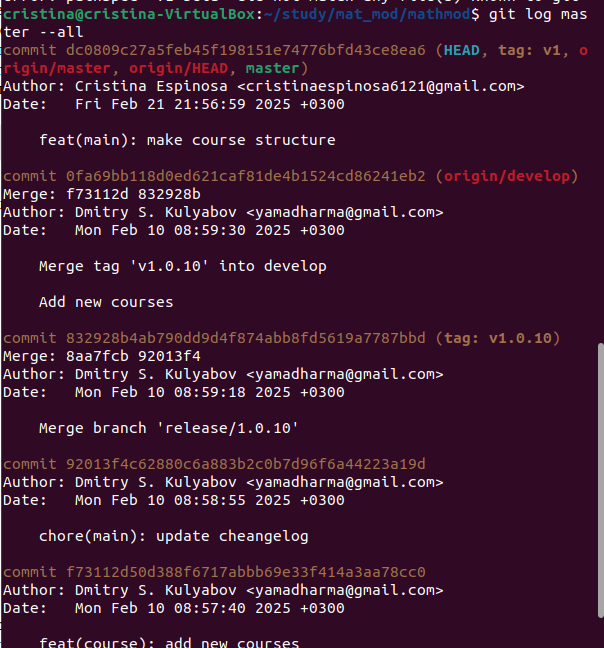 cristina@cristina-VirtualBox:~/study/mat_mod/mathmod$ git log mas
ter --all
commit dc0809c27a5feb45f198151e74776bfd43ce8ea6 (HEAD, tag: v1, o
rigin/master, origin/HEAD, master)
Author: Cristina Espinosa <cristinaespinosa6121@gmail.com>
Date:   Fri Feb 21 21:56:59 2025 +0300
feat(main): make course structure
commit 0fa69bb118d0ed621caf81de4b1524cd86241eb2 (origin/develop)
Merge: f73112d 832928b
Author: Dmitry S. Kulyabov <yamadharma@gmail.com>
Date:   Mon Feb 10 08:59:30 2025 +0300
Merge tag 'v1.0.10' into develop
Add new courses
commit 832928b4ab790dd9d4f874abb8fd5619a7787bbd (tag: v1.0.10)
Merge: 8aa7fcb 92013f4
Author: Dmitry S. Kulyabov <yamadharma@gmail.com>
Date:   Mon Feb 10 08:59:18 2025 +0300
Merge branch 'release/1.0.10'
commit 92013f4c62880c6a883b2c0b7d96f6a44223a19d
Author: Dmitry S. Kulyabov <yamadharma@gmail.com>
Date:   Mon Feb 10 08:58:55 2025 +0300
chore(main): update cheangelog
commit f73112d50d388f6717abbb69e33f414a3aa78cc0
Author: Dmitry S. Kulyabov <yamadharma@gmail.com>
Date:   Mon Feb 10 08:57:40 2025 +0300
feat(course): add new courses